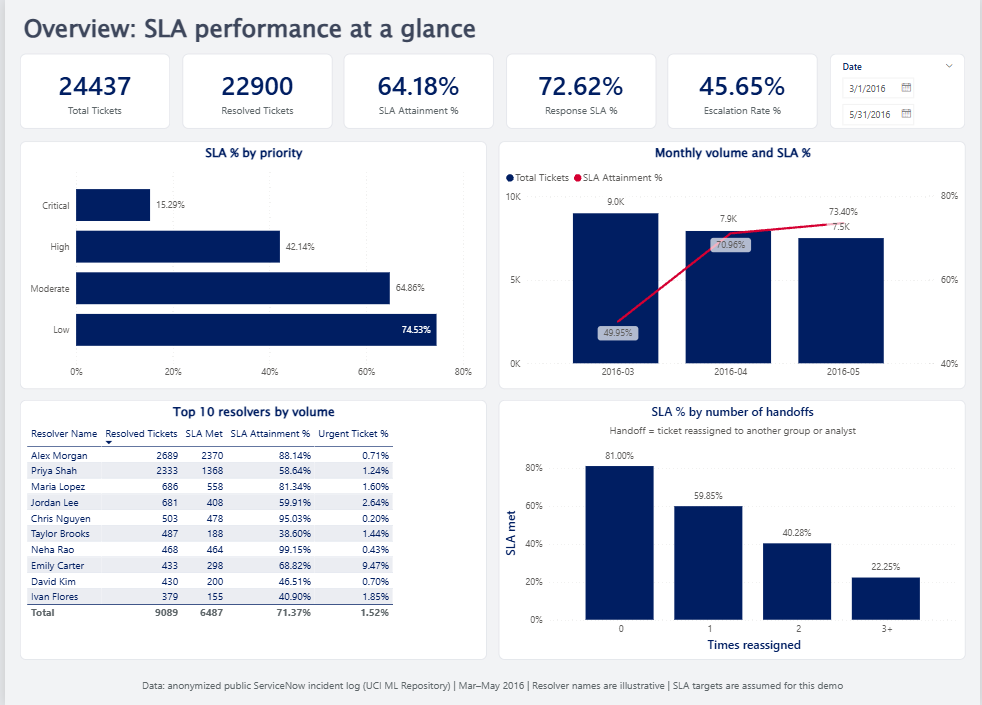 Overview: SLA performance at a glance
24437
Total Tickets
22900
Resolved Tickets
64.18%
SLA Attainment %
72.62%
Response SLA %
45.65%
Escalation Rate %
Date
3/1/2016
5/31/2016
SLA % by priority
Critical 15.29%
High 42.14%
Moderate 64.86%
Low 74.53%
0% 20% 40% 60% 80%
Monthly volume and SLA %
Total Tickets SLA Attainment %
10K 80%
9.0K 7.9K 73.40%
7.5K
70.96%
5K 60%
49.95%
0K 40%
2016-03 2016-04 2016-05
Top 10 resolvers by volume
Resolver Name Resolved Tickets SLA Met SLA Attainment % Urgent Ticket %
Alex Morgan 2689 2370 88.14% 0.71%
Priya Shah 2333 1368 58.64% 1.24%
Maria Lopez 686 558 81.34% 1.60%
Jordan Lee 681 408 59.91% 2.64%
Chris Nguyen 503 478 95.03% 0.20%
Taylor Brooks 487 188 38.60% 1.44%
Neha Rao 468 464 99.15% 0.43%
Emily Carter 433 298 68.82% 9.47%
David Kim 430 200 46.51% 0.70%
Ivan Flores 379 155 40.90% 1.85%
Total 9089 6487 71.37% 1.52%
SLA % by number of handoffs
Handoff = ticket reassigned to another group or analyst
SLA met
80%
60%
40%
20%
0%
81.00%
59.85%
40.28%
22.25%
0 1 2 3+
Times reassigned
Data: anonymized public ServiceNow incident log (UCI ML Repository) | Mar–May 2016 | Resolver names are illustrative | SLA targets are assumed for this demo